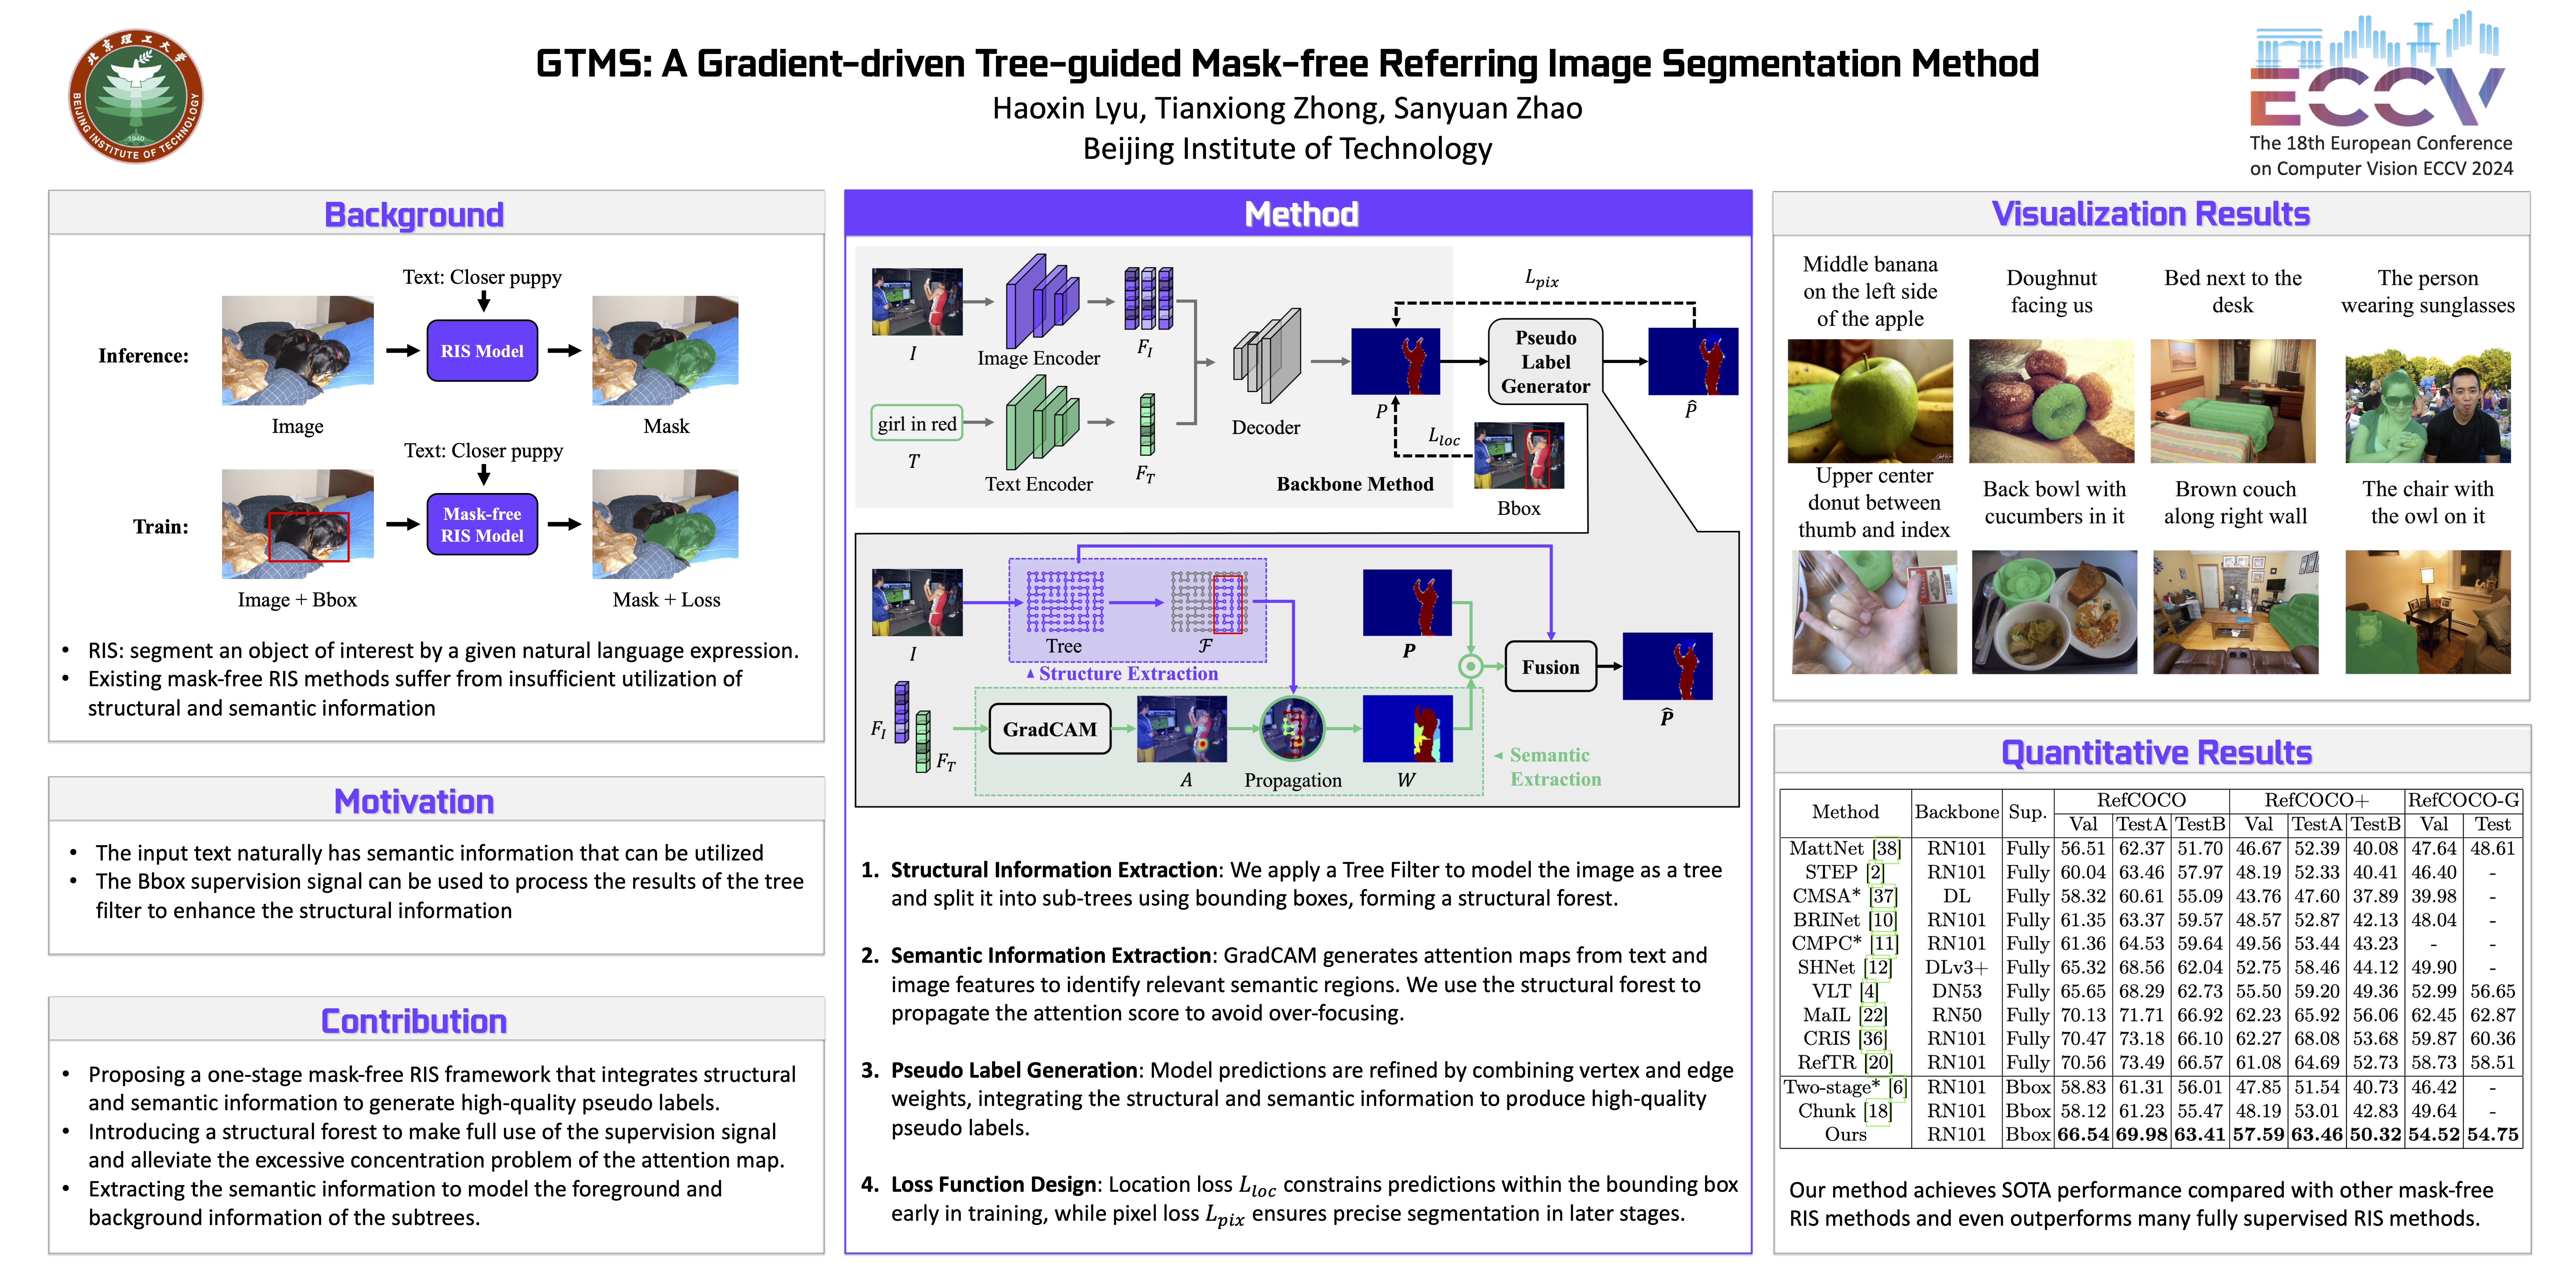 北京理工大学
BEIJING INSTITUTE OF TECHNOLOGY
1940
GTMS: A Gradient-driven Tree-guided Mask-free Referring Image Segmentation Method
Haoxin Lyu, Tianxiong Zhong, Sanyuan Zhao
Beijing Institute of Technology
ECCV
The 18th European Conference
on Computer Vision ECCV 2024
Background
Text: Closer puppy
Inference:
RIS Model
Image
Mask
Text: Closer puppy
Train:
Mask-free
RIS Model
Image + Bbox
Mask + Loss
• RIS: segment an object of interest by a given natural language expression.
• Existing mask-free RIS methods suffer from insufficient utilization of
structural and semantic information
Motivation
• The input text naturally has semantic information that can be utilized
• The Bbox supervision signal can be used to process the results of the tree
filter to enhance the structural information
Contribution
• Proposing a one-stage mask-free RIS framework that integrates structural
and semantic information to generate high-quality pseudo labels.
• Introducing a structural forest to make full use of the supervision signal
and alleviate the excessive concentration problem of the attention map.
• Extracting the semantic information to model the foreground and
background information of the subtrees.
Method
I
Image Encoder
F_I
girl in red
T
Text Encoder
F_T
Decoder
Backbone Method
P
L_pix
L_loc
Pseudo
Label
Generator
P̂
Bbox
I
Tree
ℱ
▲ Structure Extraction
F_I
F_T
GradCAM
A
Propagation
W
◄ Semantic
Extraction
P
Fusion
P̂
1. Structural Information Extraction: We apply a Tree Filter to model the image as a tree
and split it into sub-trees using bounding boxes, forming a structural forest.
2. Semantic Information Extraction: GradCAM generates attention maps from text and
image features to identify relevant semantic regions. We use the structural forest to
propagate the attention score to avoid over-focusing.
3. Pseudo Label Generation: Model predictions are refined by combining vertex and edge
weights, integrating the structural and semantic information to produce high-quality
pseudo labels.
4. Loss Function Design: Location loss L_loc constrains predictions within the bounding box
early in training, while pixel loss L_pix ensures precise segmentation in later stages.
Visualization Results
Middle banana
on the left side
of the apple
Doughnut
facing us
Bed next to the
desk
The person
wearing sunglasses
Upper center
donut between
thumb and index
Back bowl with
cucumbers in it
Brown couch
along right wall
The chair with
the owl on it
Quantitative Results
Method Backbone Sup. RefCOCO RefCOCO+ RefCOCO-G
Val TestA TestB Val TestA TestB Val Test
MattNet [38] RN101 Fully 56.51 62.37 51.70 46.67 52.39 40.08 47.64 48.61
STEP [2] RN101 Fully 60.04 63.46 57.97 48.19 52.33 40.41 46.40 -
CMSA* [37] DL Fully 58.32 60.61 55.09 43.76 47.60 37.89 39.98 -
BRINet [10] RN101 Fully 61.35 63.37 59.57 48.57 52.87 42.13 48.04 -
CMPC* [11] RN101 Fully 61.36 64.53 59.64 49.56 53.44 43.23 - -
SHNet [12] DLv3+ Fully 65.32 68.56 62.04 52.75 58.46 44.12 49.90 -
VLT [4] DN53 Fully 65.65 68.29 62.73 55.50 59.20 49.36 52.99 56.65
MaIL [22] RN50 Fully 70.13 71.71 66.92 62.23 65.92 56.06 62.45 62.87
CRIS [36] RN101 Fully 70.47 73.18 66.10 62.27 68.08 53.68 59.87 60.36
RefTR [20] RN101 Fully 70.56 73.49 66.57 61.08 64.69 52.73 58.73 58.51
Two-stage* [6] RN101 Bbox 58.83 61.31 56.01 47.85 51.54 40.73 46.42 -
Chunk [18] RN101 Bbox 58.12 61.23 55.47 48.19 53.01 42.83 49.64 -
Ours RN101 Bbox 66.54 69.98 63.41 57.59 63.46 50.32 54.52 54.75
Our method achieves SOTA performance compared with other mask-free
RIS methods and even outperforms many fully supervised RIS methods.